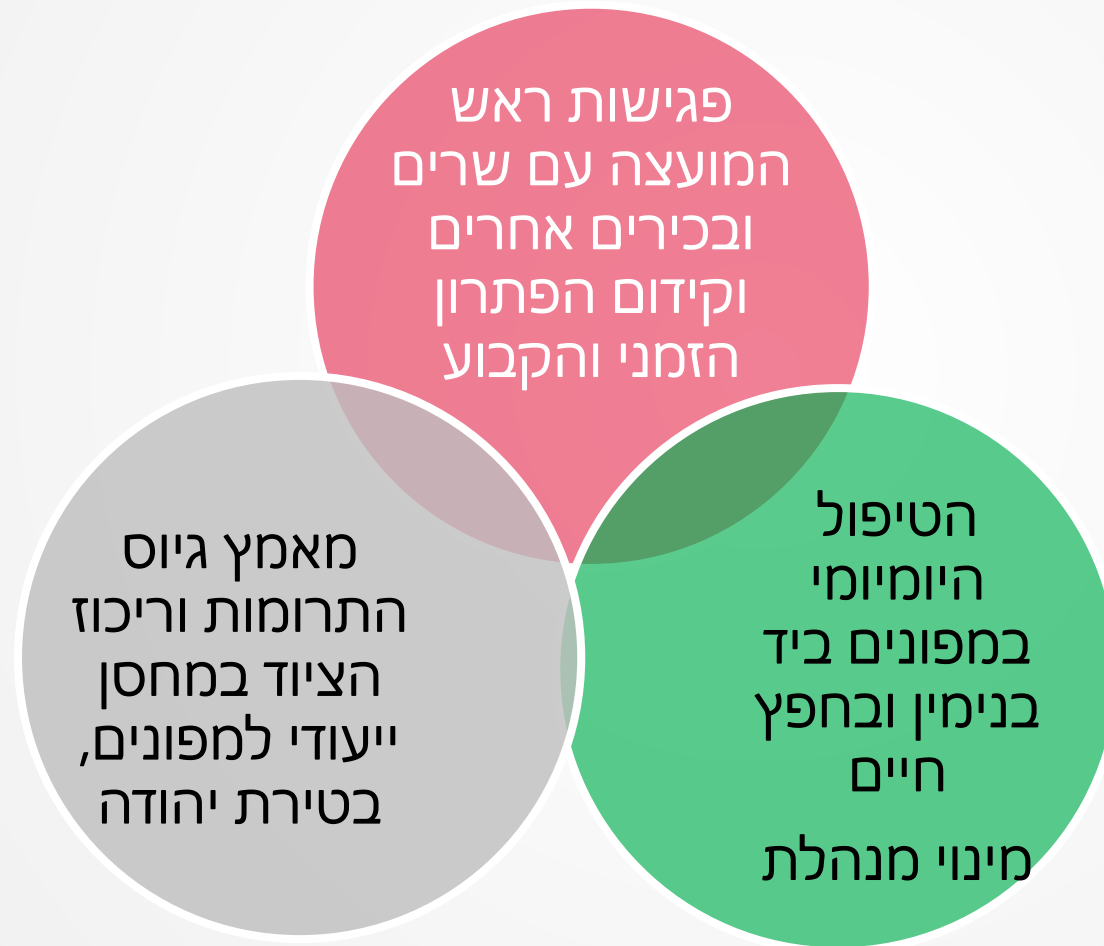 פגישות ראש
המועצה עם שרים
ובכירים אחרים
וקידום הפתרון
הזמני והקבוע
הטיפול
היומיומי
במפונים ביד
בנימין ובחפץ
חיים
מינוי מנהלת
מאמץ גיוס
התרומות וריכוז
הציוד במחסן
ייעודי למפונים,
בטירת יהודה